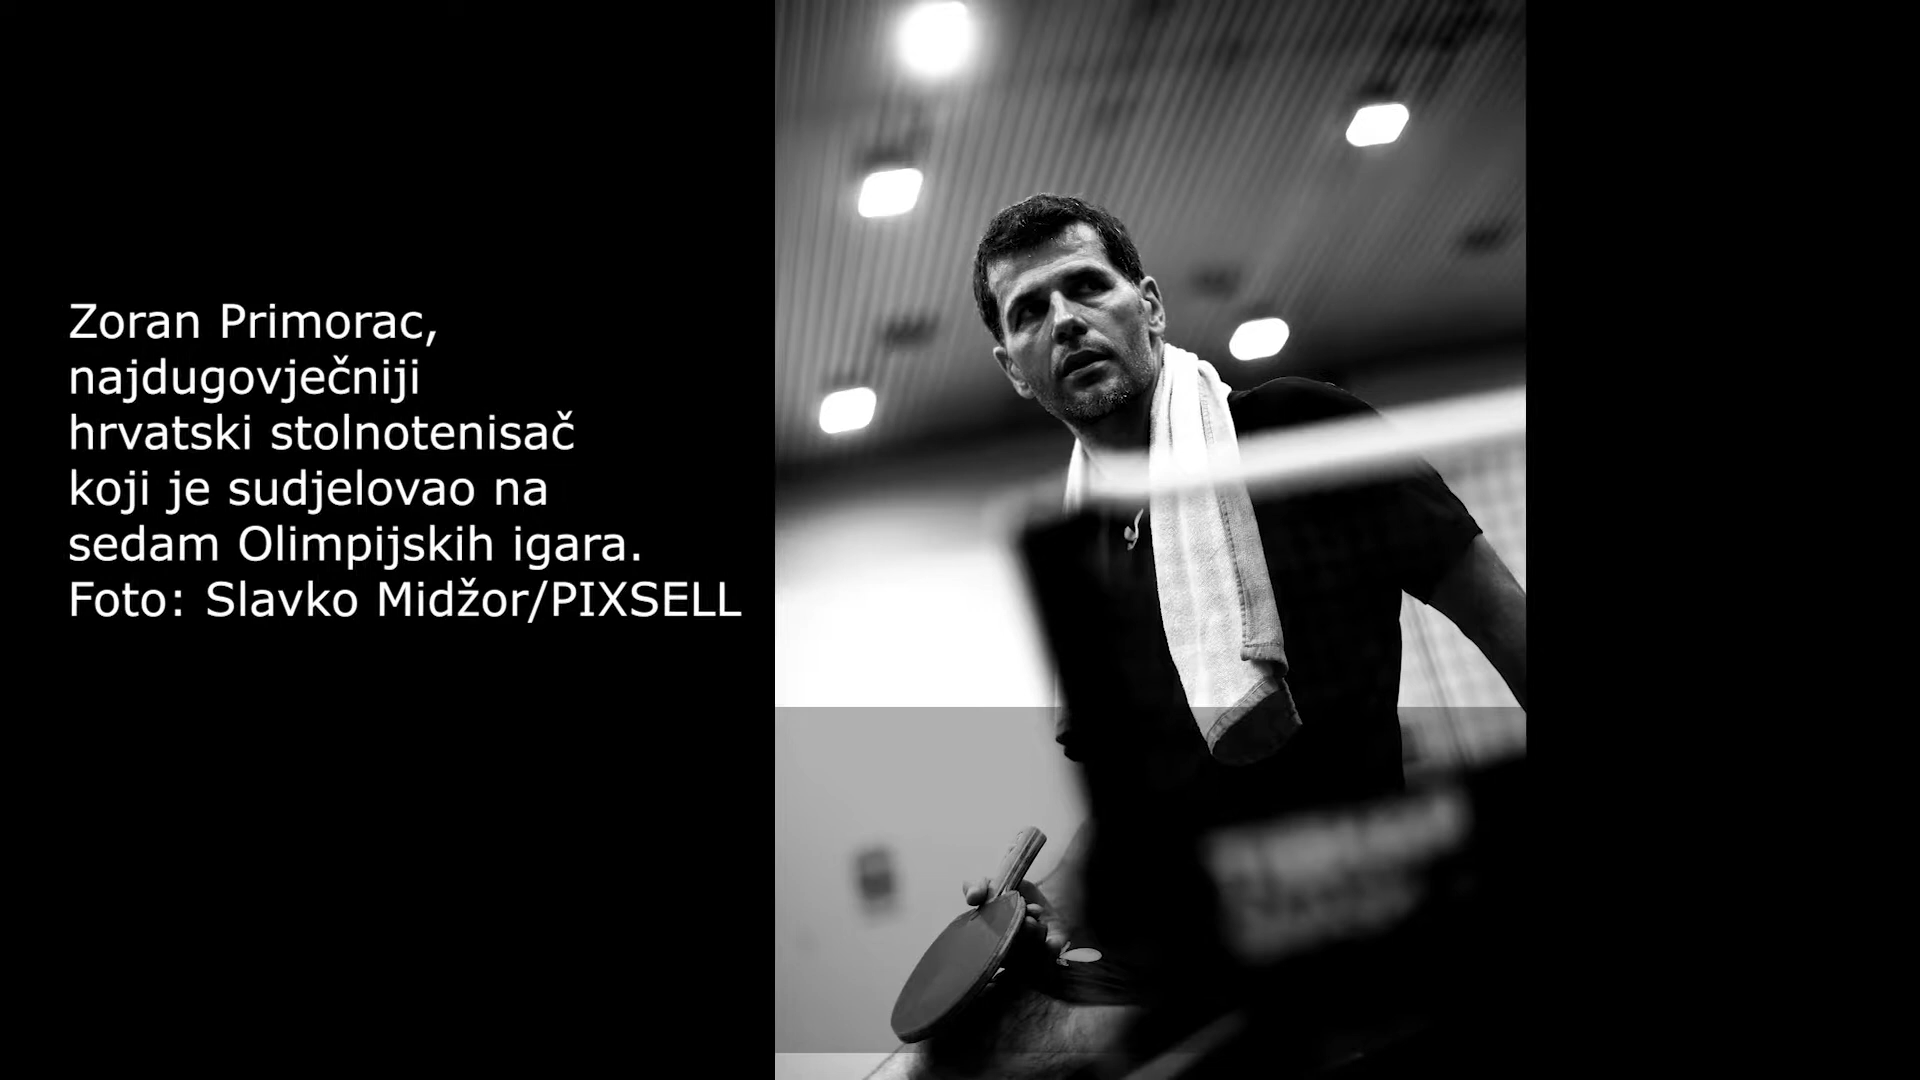 Zoran Primorac,
najdugovječniji
hrvatski stolnotenisač
koji je sudjelovao na
sedam Olimpijskih igara.
Foto: Slavko Midžor/PIXSELL